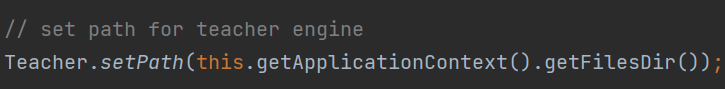 // set path for teacher engine
Teacher.setPath(this.getApplicationContext().getFilesDir());